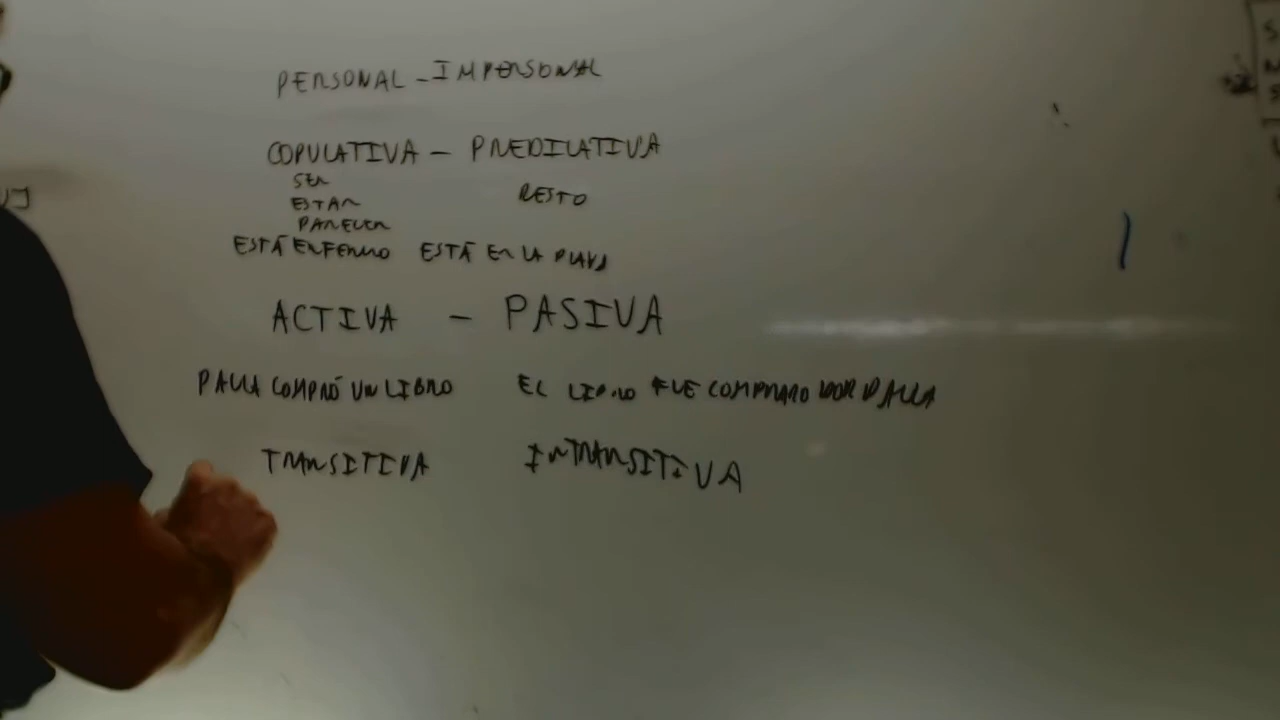 PERSONAL - IMPERSONAL
COPULATIVA - PREDICATIVA
SER
ESTAR RESTO
PARECER
ESTÁ ENFERMO ESTÁ EN LA PLAYA
ACTIVA - PASIVA
PAULA COMPRÓ UN LIBRO EL LIBRO FUE COMPRADO POR PAULA
TRANSITIVA INTRANSITIVA